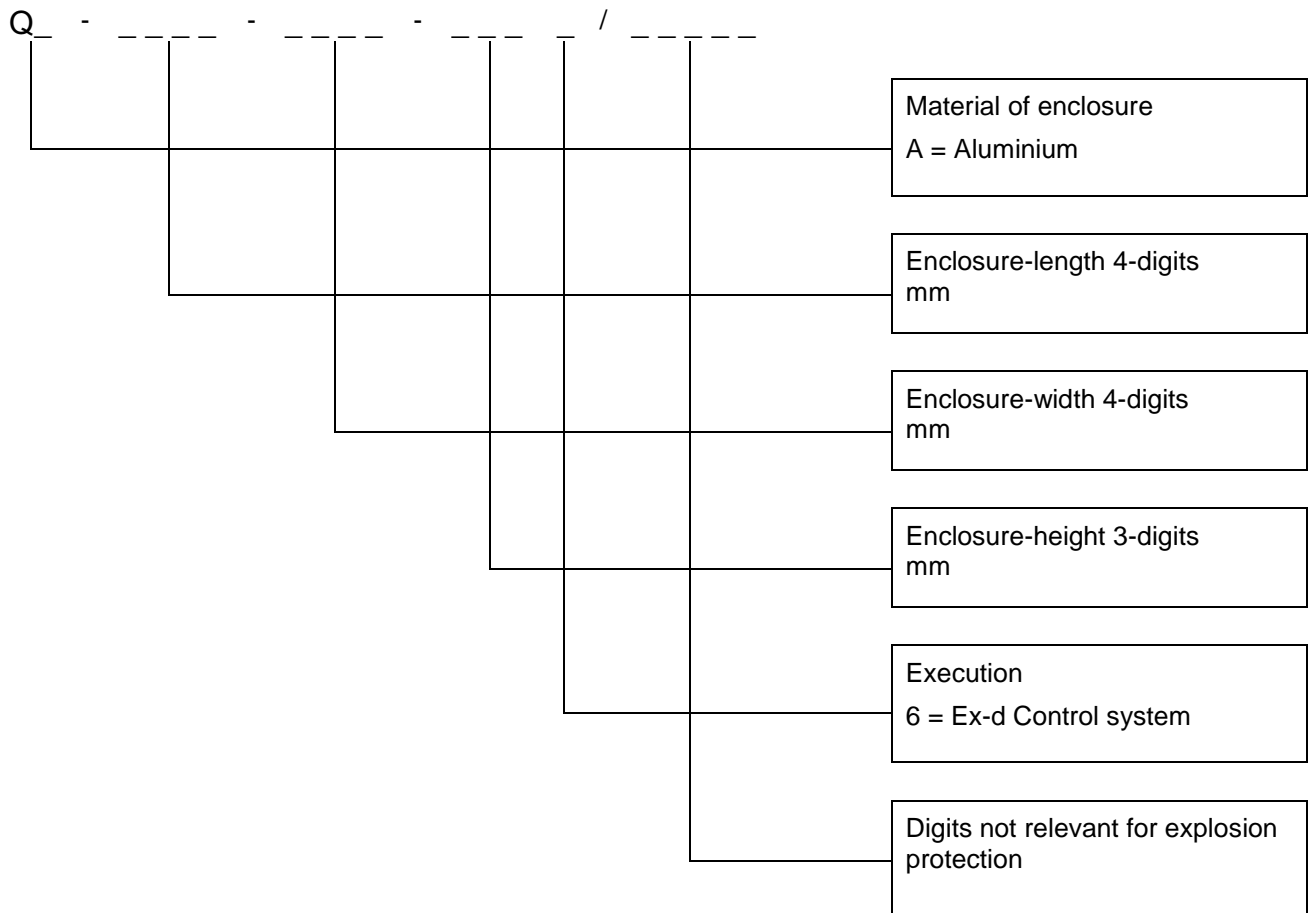 Q_ - _ _ _ _ - _ _ _ _ - _ _ _ _ / _ _ _ _ _
Material of enclosure
A = Aluminium
Enclosure-length 4-digits
mm
Enclosure-width 4-digits
mm
Enclosure-height 3-digits
mm
Execution
6 = Ex-d Control system
Digits not relevant for explosion
protection